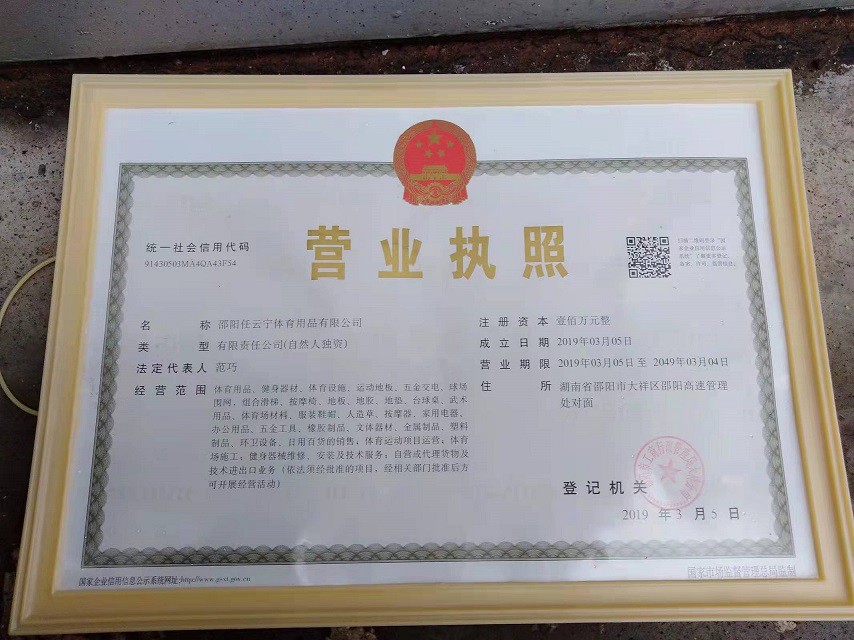 营业执照
统一社会信用代码
91430503MA4QA43F54
名 称 邵阳任云宁体育用品有限公司
类 型 有限责任公司(自然人独资)
法定代表人 范巧
经营范围 体育用品、健身器材、体育设施、运动地板、五金交电、球场
围网、组合滑梯、按摩椅、地板、地胶、地垫、台球桌、武术
用品、体育场材料、服装鞋帽、人造草、按摩器、家用电器、
办公用品、五金工具、橡胶制品、文体器材、金属制品、塑料
制品、环卫设备、日用百货的销售;体育运动项目运营;体育
场施工;健身器械维修、安装及技术服务;自营或代理货物及
技术进出口业务(依法须经批准的项目,经相关部门批准后方
可开展经营活动)
注册资本 壹佰万元整
成立日期 2019年03月05日
营业期限 2019年03月05日 至 2049年03月04日
住 所 湖南省邵阳市大祥区邵阳高速管理
处对面
登记机关
2019 年 3 月 5 日
国家企业信用信息公示系统网址:http://www.gsxt.gov.cn
国家市场监督管理总局监制